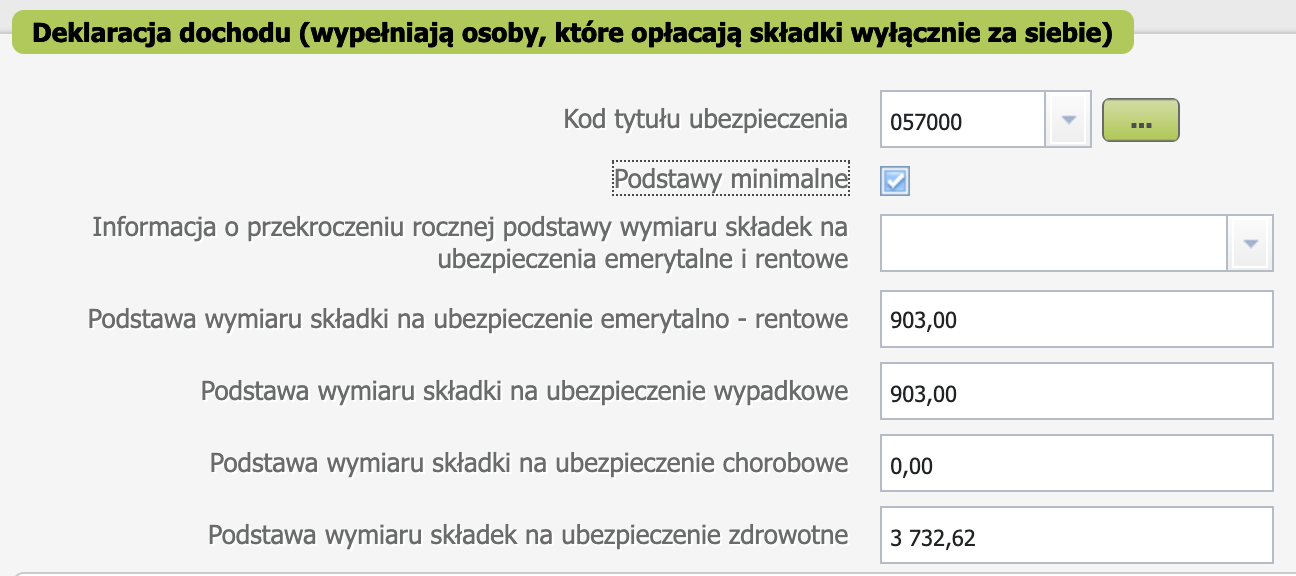 Deklaracja dochodu (wypełniają osoby, które opłacają składki wyłącznie za siebie)
Kod tytułu ubezpieczenia 057000 ...
Podstawy minimalne
Informacja o przekroczeniu rocznej podstawy wymiaru składek na
ubezpieczenia emerytalne i rentowe
Podstawa wymiaru składki na ubezpieczenie emerytalno - rentowe 903,00
Podstawa wymiaru składki na ubezpieczenie wypadkowe 903,00
Podstawa wymiaru składki na ubezpieczenie chorobowe 0,00
Podstawa wymiaru składek na ubezpieczenie zdrowotne 3 732,62